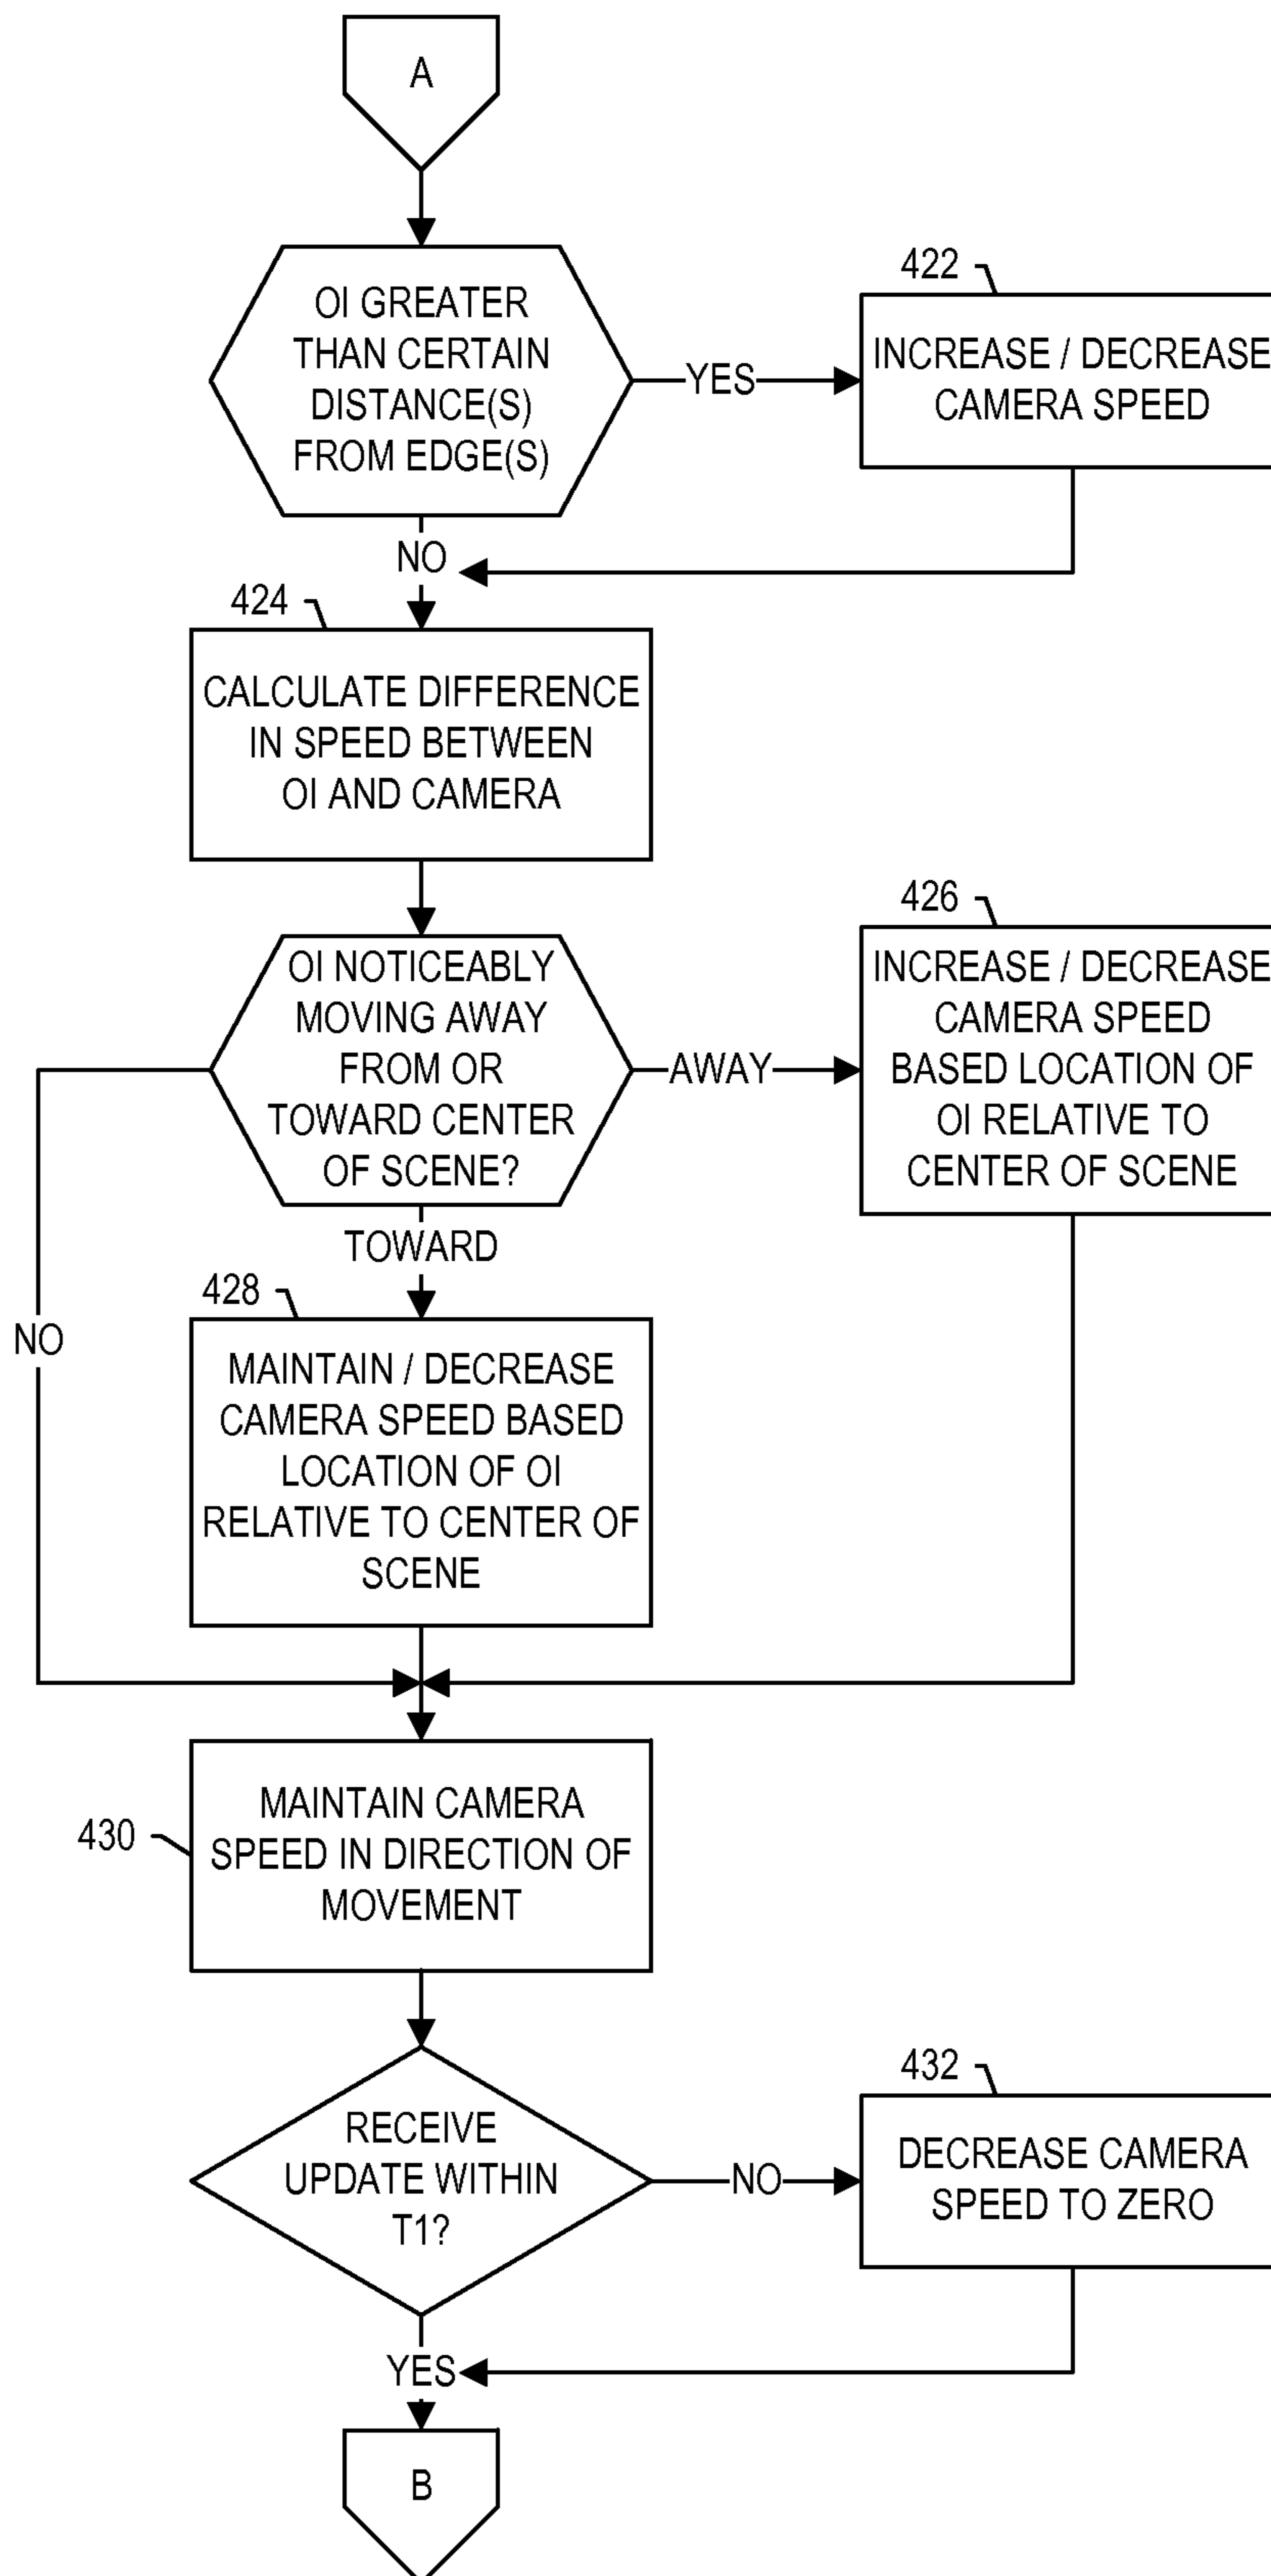 A
OI GREATER
THAN CERTAIN
DISTANCE(S)
FROM EDGE(S)
YES
422
INCREASE / DECREASE
CAMERA SPEED
NO
424
CALCULATE DIFFERENCE
IN SPEED BETWEEN
OI AND CAMERA
OI NOTICEABLY
MOVING AWAY
FROM OR
TOWARD CENTER
OF SCENE?
AWAY
426
INCREASE / DECREASE
CAMERA SPEED
BASED LOCATION OF
OI RELATIVE TO
CENTER OF SCENE
TOWARD
NO
428
MAINTAIN / DECREASE
CAMERA SPEED BASED
LOCATION OF OI
RELATIVE TO CENTER OF
SCENE
430
MAINTAIN CAMERA
SPEED IN DIRECTION OF
MOVEMENT
RECEIVE
UPDATE WITHIN
T1?
NO
432
DECREASE CAMERA
SPEED TO ZERO
YES
B